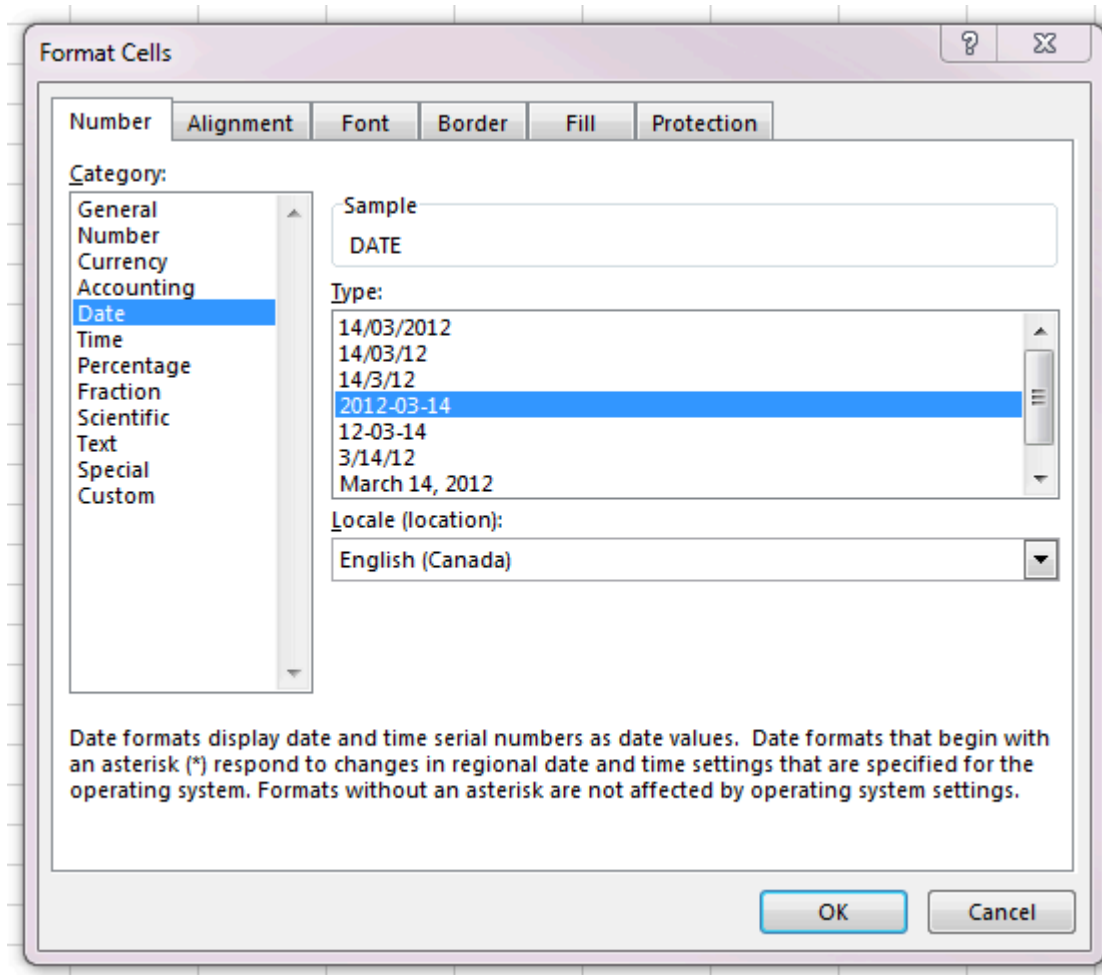 Format Cells
Number Alignment Font Border Fill Protection
Category:
General
Number
Currency
Accounting
Date
Time
Percentage
Fraction
Scientific
Text
Special
Custom
Sample
DATE
Type:
14/03/2012
14/03/12
14/3/12
2012-03-14
12-03-14
3/14/12
March 14, 2012
Locale (location):
English (Canada)
Date formats display date and time serial numbers as date values.  Date formats that begin with
an asterisk (*) respond to changes in regional date and time settings that are specified for the
operating system. Formats without an asterisk are not affected by operating system settings.
OK Cancel